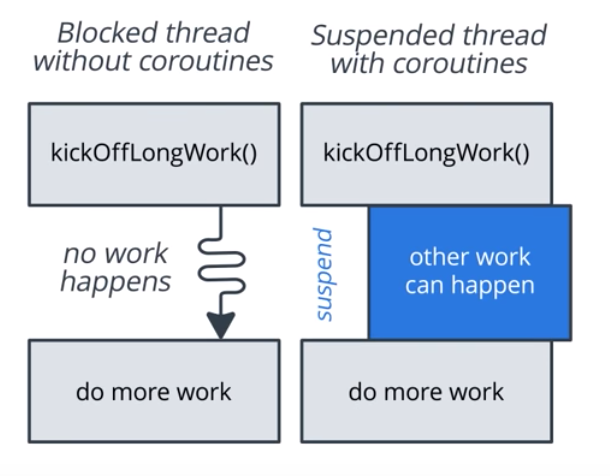 Blocked thread
without coroutines
kickOffLongWork()
no work
happens
do more work
Suspended thread
with coroutines
kickOffLongWork()
suspend
other work
can happen
do more work